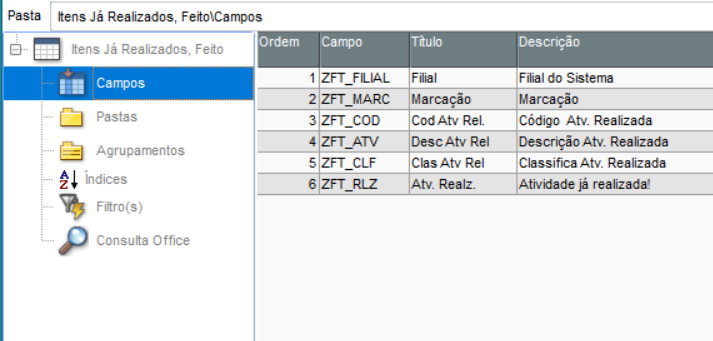 Pasta Itens Já Realizados, Feito\Campos
Itens Já Realizados, Feito
Campos
Pastas
Agrupamentos
Índices
Filtro(s)
Consulta Office
Ordem Campo Título Descrição
1 ZFT_FILIAL Filial Filial do Sistema
2 ZFT_MARC Marcação Marcação
3 ZFT_COD Cod Atv Rel. Código Atv. Realizada
4 ZFT_ATV Desc Atv Rel Descrição Atv. Realizada
5 ZFT_CLF Clas Atv Rel Classifica Atv. Realizada
6 ZFT_RLZ Atv. Realz. Atividade já realizada!